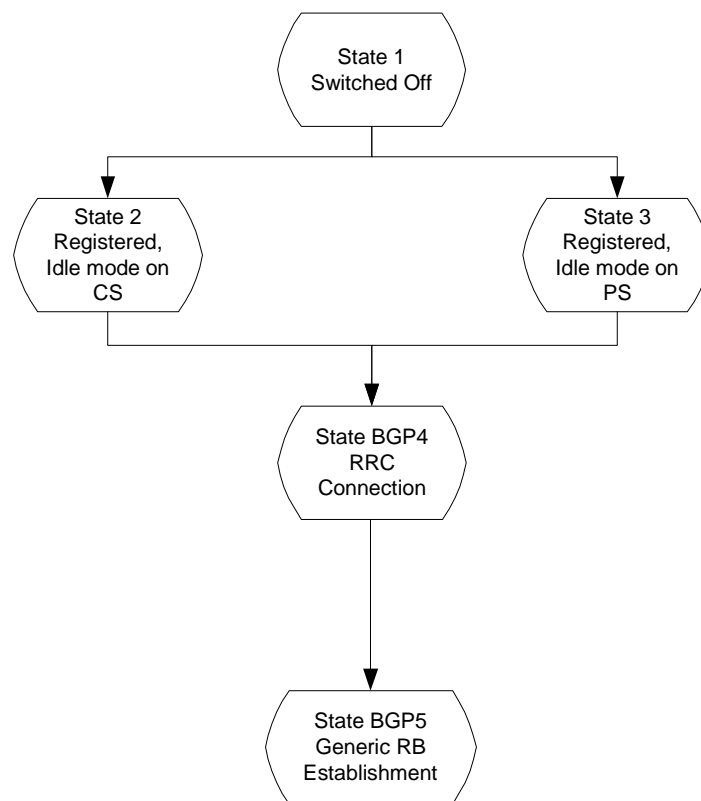 State 1
Switched Off
State 2
Registered,
Idle mode on
CS
State 3
Registered,
Idle mode on
PS
State BGP4
RRC
Connection
State BGP5
Generic RB
Establishment